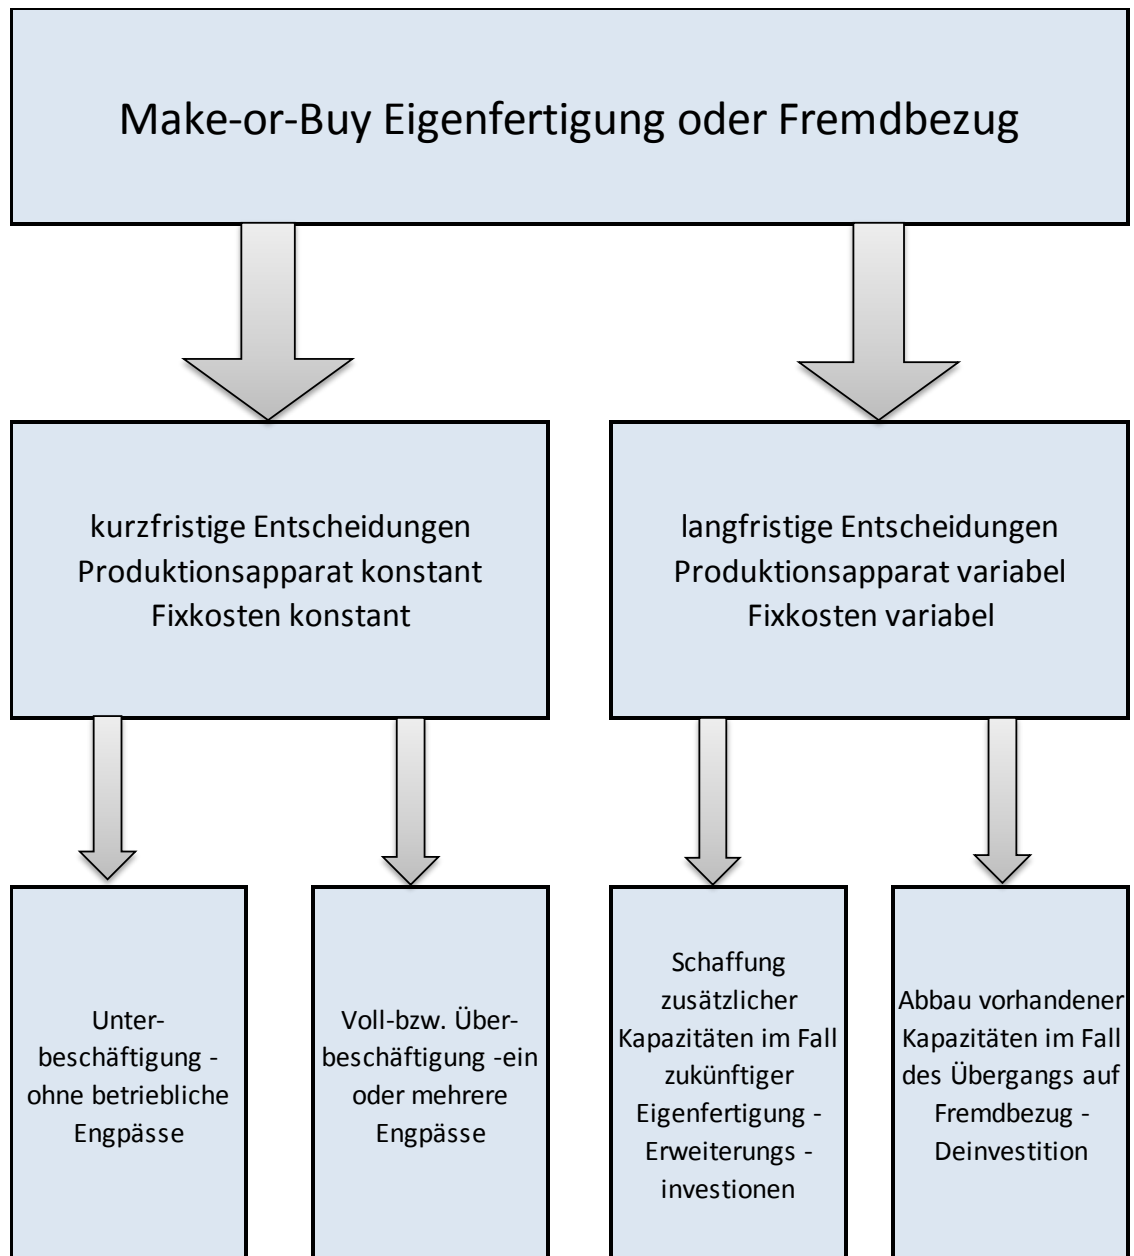 Make-or-Buy Eigenfertigung oder Fremdbezug
kurzfristige Entscheidungen
Produktionsapparat konstant
Fixkosten konstant
langfristige Entscheidungen
Produktionsapparat variabel
Fixkosten variabel
Unter-
beschäftigung -
ohne betriebliche
Engpässe
Voll-bzw. Über-
beschäftigung -ein
oder mehrere
Engpässe
Schaffung
zusätzlicher
Kapazitäten im Fall
zukünftiger
Eigenfertigung -
Erweiterungs -
investionen
Abbau vorhandener
Kapazitäten im Fall
des Übergangs auf
Fremdbezug -
Deinvestition